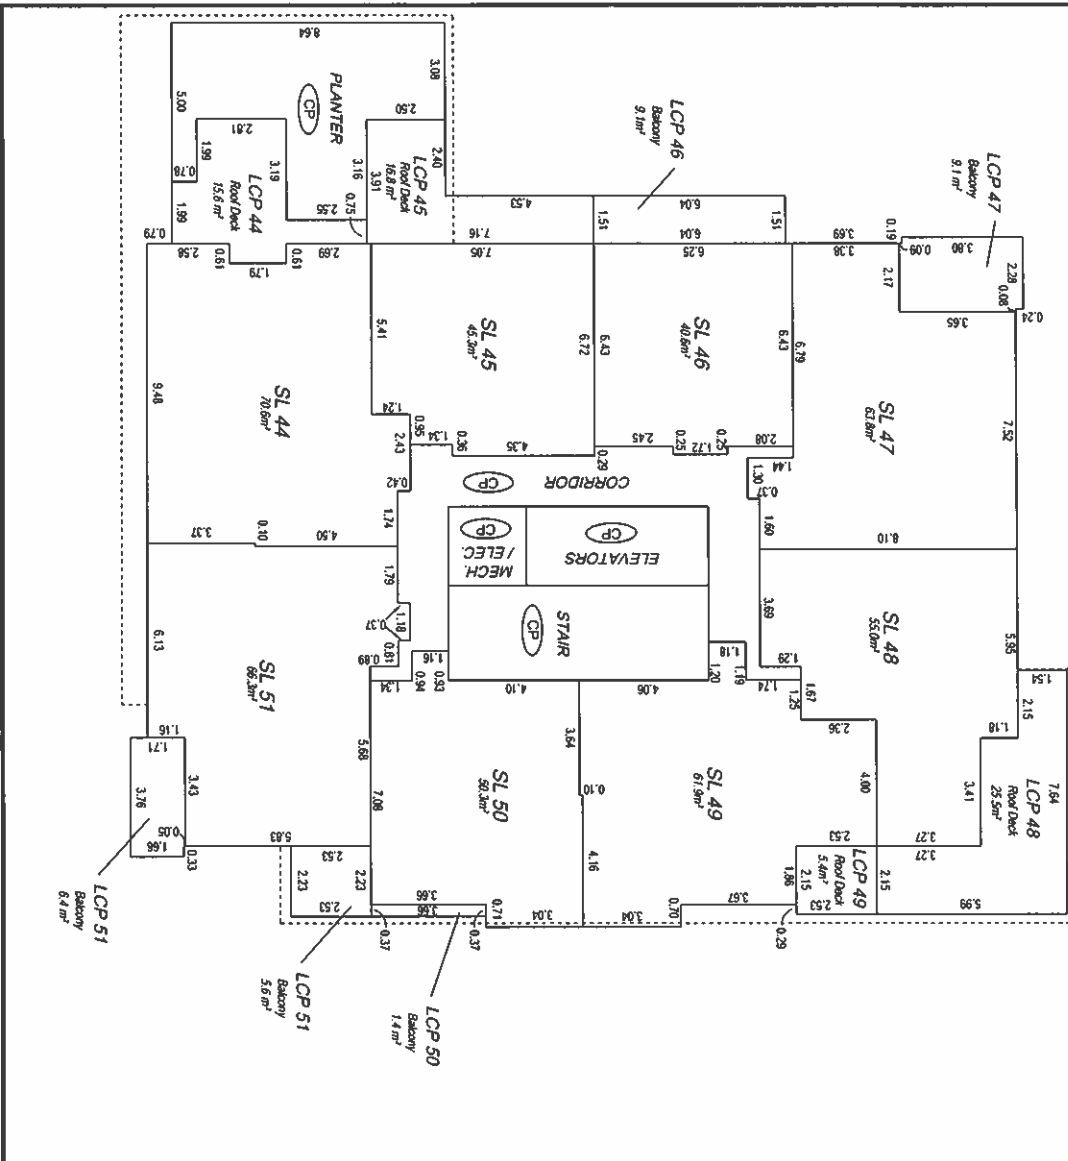 8.64
3.08
5.00
PLANTER
CP
2.50
2.40
2.81
1.99
0.78
3.19
3.16
3.91
LCP 45
Roof Deck
16.8 m²
LCP 44
Roof Deck
15.6 m²
2.55
0.75
1.99
0.79
2.58
0.61
1.79
0.61
2.69
LCP 46
Balcony
9.1m²
4.53
7.16
7.05
1.51
6.04
6.04
6.25
1.51
LCP 47
Balcony
9.1 m²
3.69
3.38
0.19
0.09
3.80
2.28
0.08
0.24
2.17
3.65
5.41
SL 45
45.3m²
6.72
6.43
SL 46
40.6m²
6.43
6.79
SL 47
63.8m²
7.52
9.48
SL 44
70.6m²
1.24
0.95
2.43
1.34
0.36
4.35
0.29
2.45
0.25
1.72
0.25
2.08
1.44
1.30
0.37
0.42
CP
CORRIDOR
1.74
1.60
3.37
0.10
4.50
8.10
CP
MECH.
/ ELEC.
CP
ELEVATORS
1.79
3.69
STAIR
CP
6.13
0.37
1.18
0.81
0.89
1.16
1.34
0.94
0.93
4.10
4.06
1.20
1.18
1.19
1.74
1.29
1.67
1.25
SL 48
55.0m²
5.95
1.54
2.15
1.18
SL 51
66.3m²
5.68
7.08
SL 50
50.3m²
3.64
0.10
4.16
SL 49
61.9m²
2.36
4.00
3.41
7.64
LCP 48
Roof Deck
25.5m²
1.16
1.71
3.43
3.76
0.05
1.66
0.33
5.83
2.53
2.23
2.23
2.53
3.66
3.66
0.37
0.37
0.71
3.04
3.04
0.70
3.67
1.86
2.15
2.53
LCP 49
Roof Deck
5.4m²
2.53
2.15
3.27
3.27
5.99
0.29
LCP 51
Balcony
6.4 m²
LCP 51
Balcony
5.6 m²
LCP 50
Balcony
1.4 m²